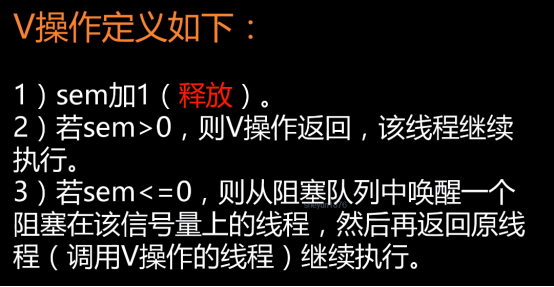 V操作定义如下：
1）sem加1（释放）。
2）若sem>0，则V操作返回，该线程继续
执行。
3）若sem<=0，则从阻塞队列中唤醒一个
阻塞在该信号量上的线程，然后再返回原线
程（调用V操作的线程）继续执行。